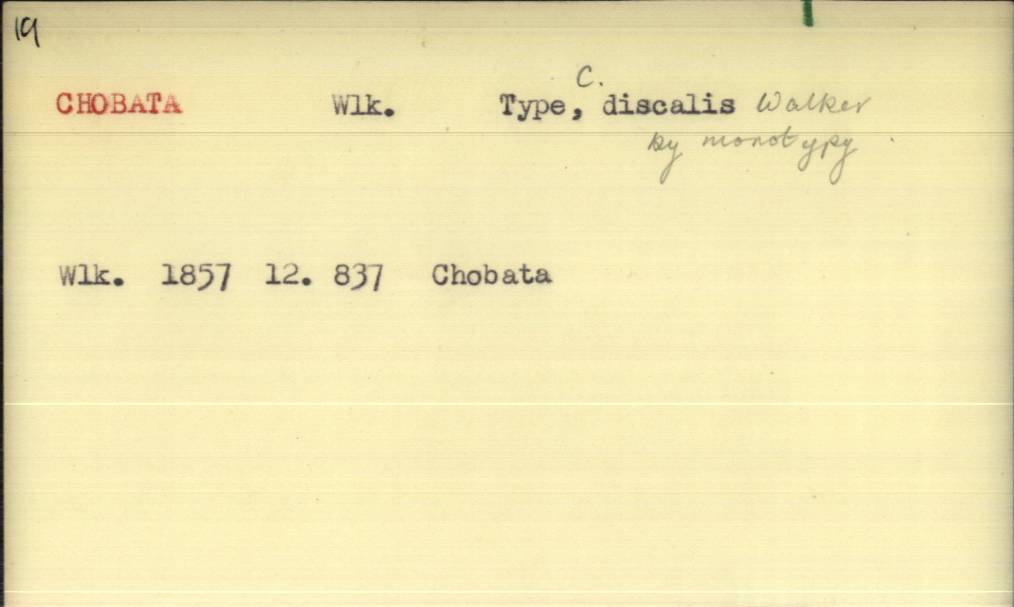 19
CHOBATA Wlk. Type, C. discalis Walker
by monotypy.
Wlk. 1857 12. 837 Chobata